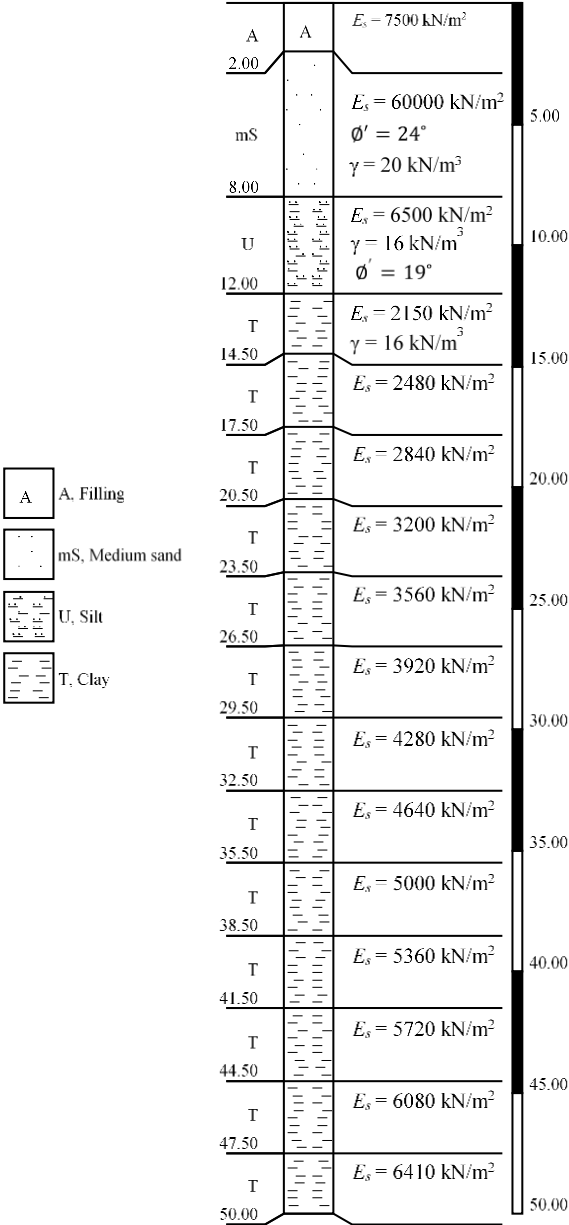 A
A
Eₛ = 7500 kN/m²
2.00
mS
Eₛ = 60000 kN/m²
Ø′ = 24°
γ = 20 kN/m³
5.00
8.00
U
Eₛ = 6500 kN/m²
γ = 16 kN/m³
Ø′ = 19°
10.00
12.00
T
Eₛ = 2150 kN/m²
γ = 16 kN/m³
14.50
15.00
T
Eₛ = 2480 kN/m²
17.50
T
Eₛ = 2840 kN/m²
20.00
20.50
T
Eₛ = 3200 kN/m²
23.50
T
Eₛ = 3560 kN/m²
25.00
26.50
T
Eₛ = 3920 kN/m²
29.50
30.00
T
Eₛ = 4280 kN/m²
32.50
T
Eₛ = 4640 kN/m²
35.00
35.50
T
Eₛ = 5000 kN/m²
38.50
T
Eₛ = 5360 kN/m²
40.00
41.50
T
Eₛ = 5720 kN/m²
44.50
45.00
T
Eₛ = 6080 kN/m²
47.50
T
Eₛ = 6410 kN/m²
50.00
50.00
A
A, Filling
mS, Medium sand
U, Silt
T, Clay